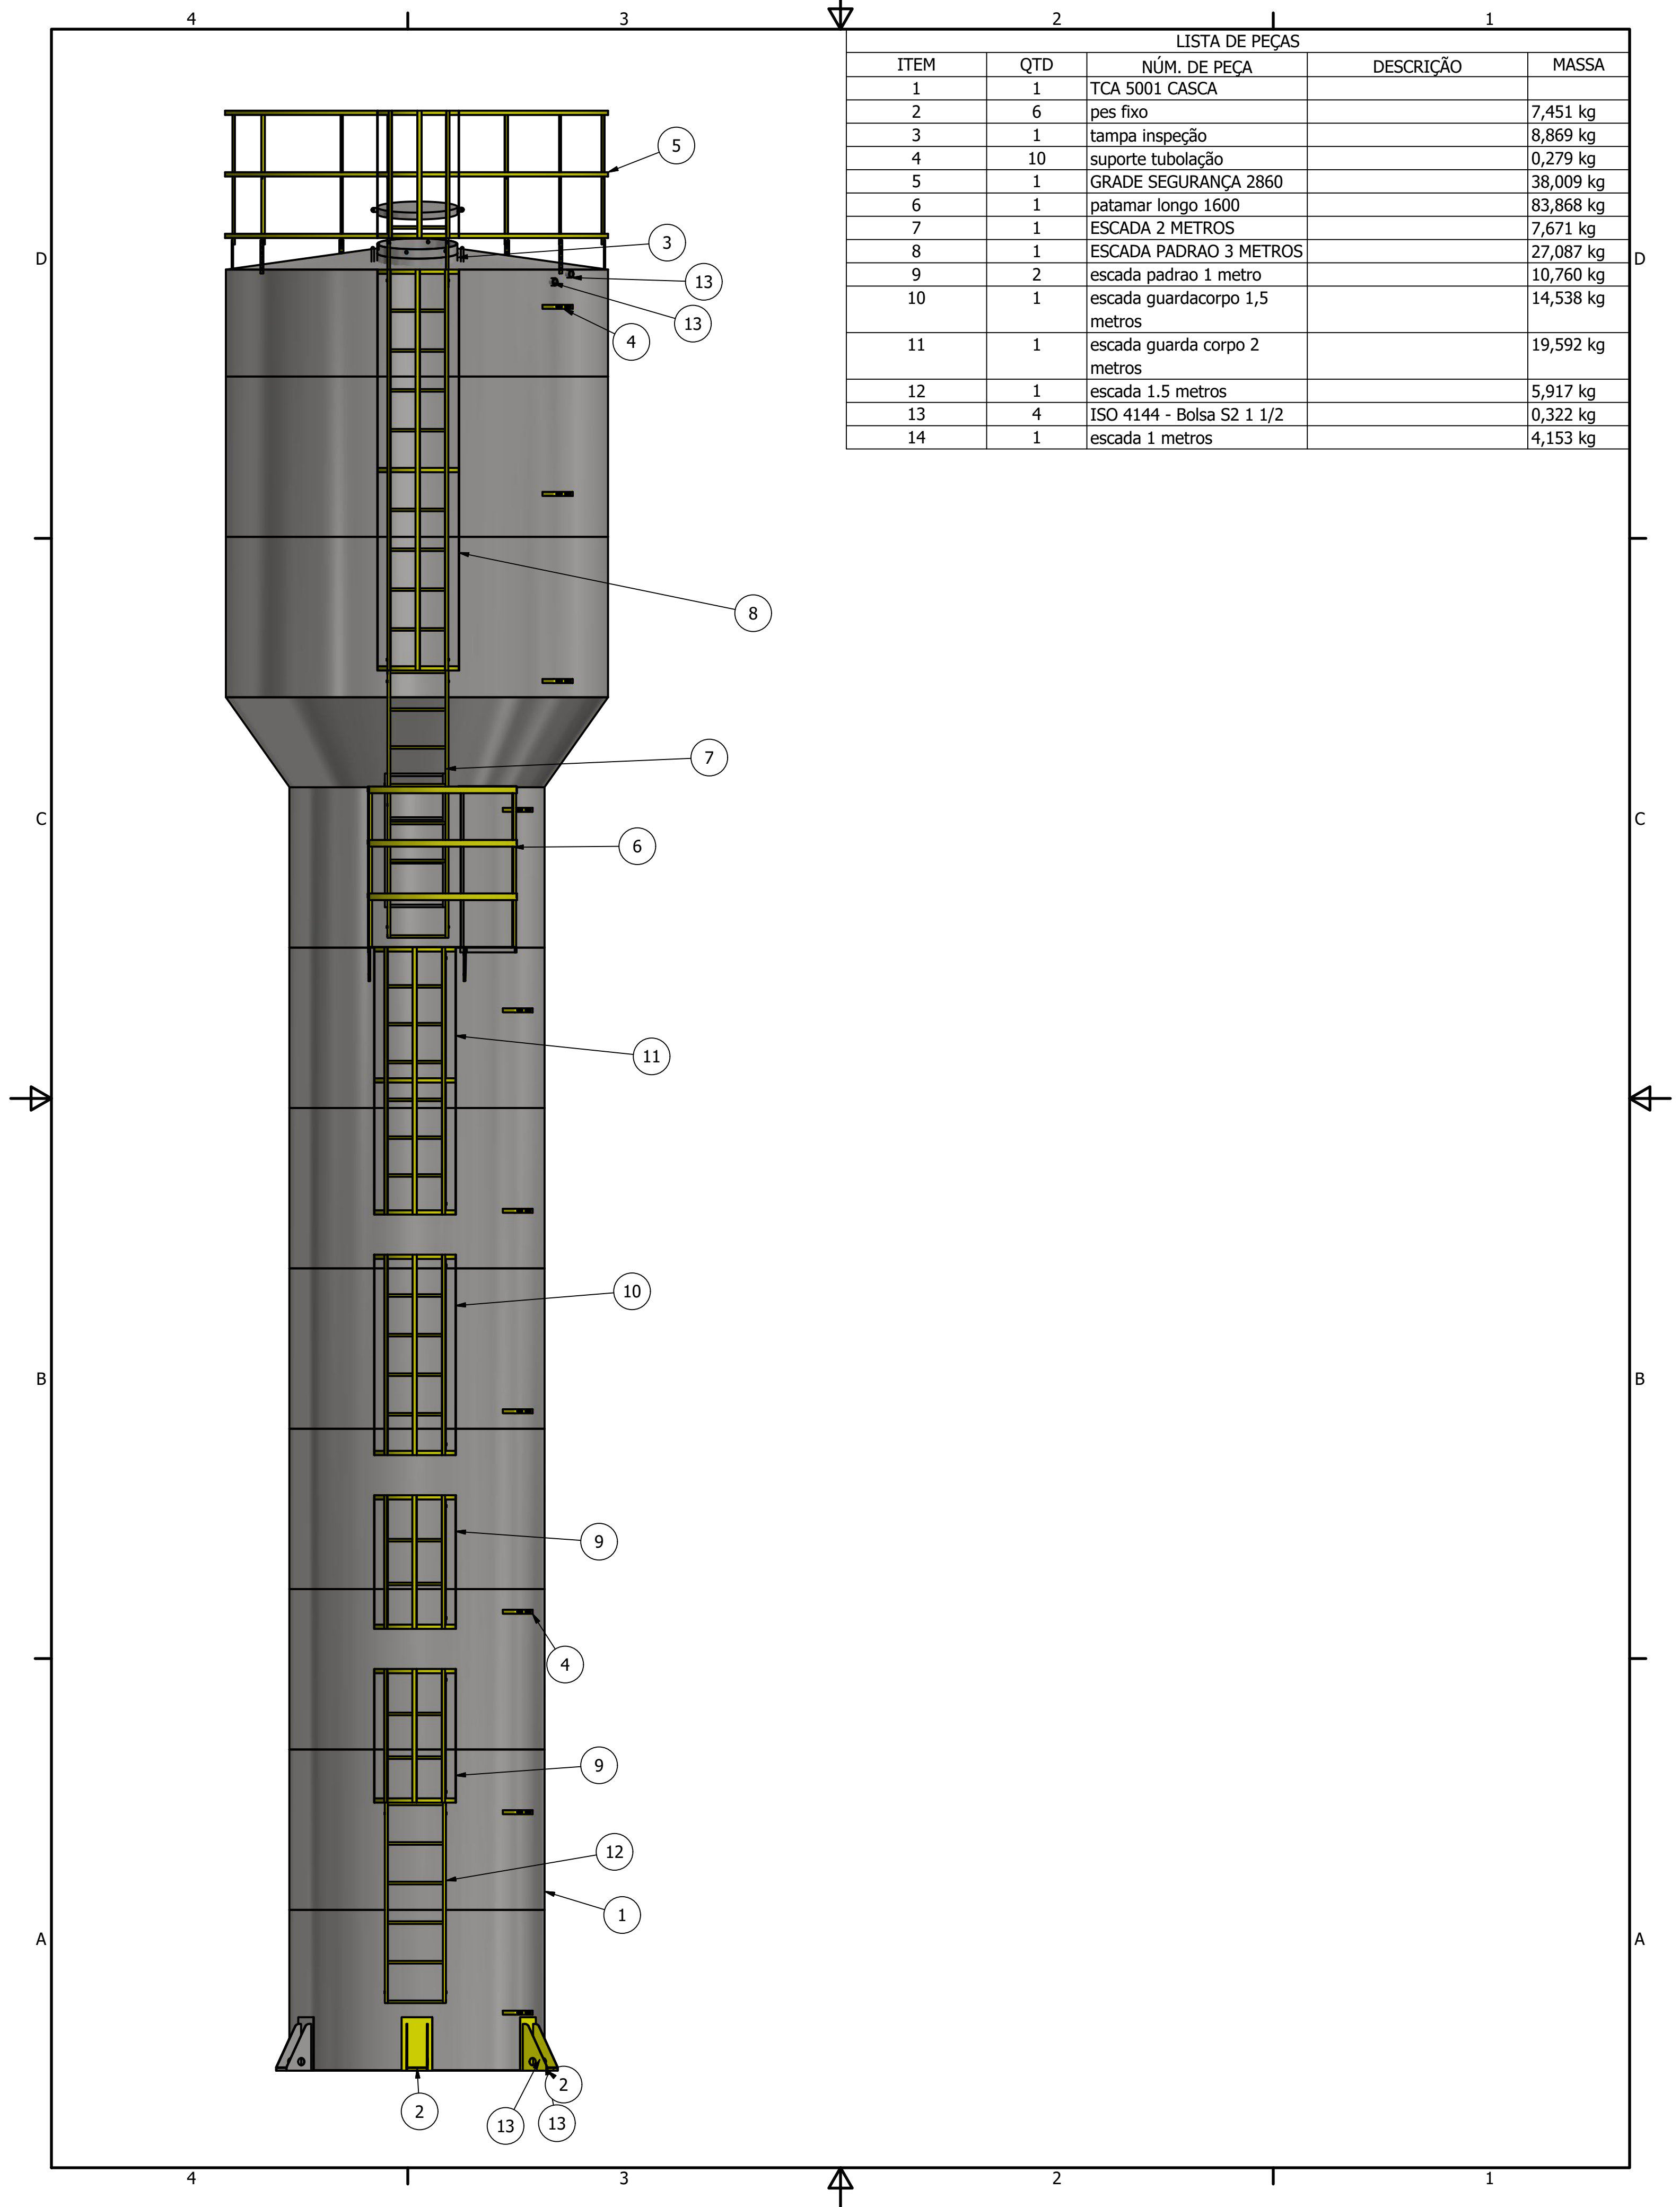 4 3 2 1
LISTA DE PEÇAS
ITEM QTD NÚM. DE PEÇA DESCRIÇÃO MASSA
1 1 TCA 5001 CASCA
2 6 pes fixo 7,451 kg
3 1 tampa inspeção 8,869 kg
4 10 suporte tubolação 0,279 kg
5 1 GRADE SEGURANÇA 2860 38,009 kg
6 1 patamar longo 1600 83,868 kg
7 1 ESCADA 2 METROS 7,671 kg
8 1 ESCADA PADRAO 3 METROS 27,087 kg
9 2 escada padrao 1 metro 10,760 kg
10 1 escada guardacorpo 1,5 14,538 kg
metros
11 1 escada guarda corpo 2 19,592 kg
metros
12 1 escada 1.5 metros 5,917 kg
13 4 ISO 4144 - Bolsa S2 1 1/2 0,322 kg
14 1 escada 1 metros 4,153 kg
5
3
D D
13
13
4
8
7
C C
6
11
10
B B
9
4
9
12
1
A A
2
2
13
13
4 3 2 1